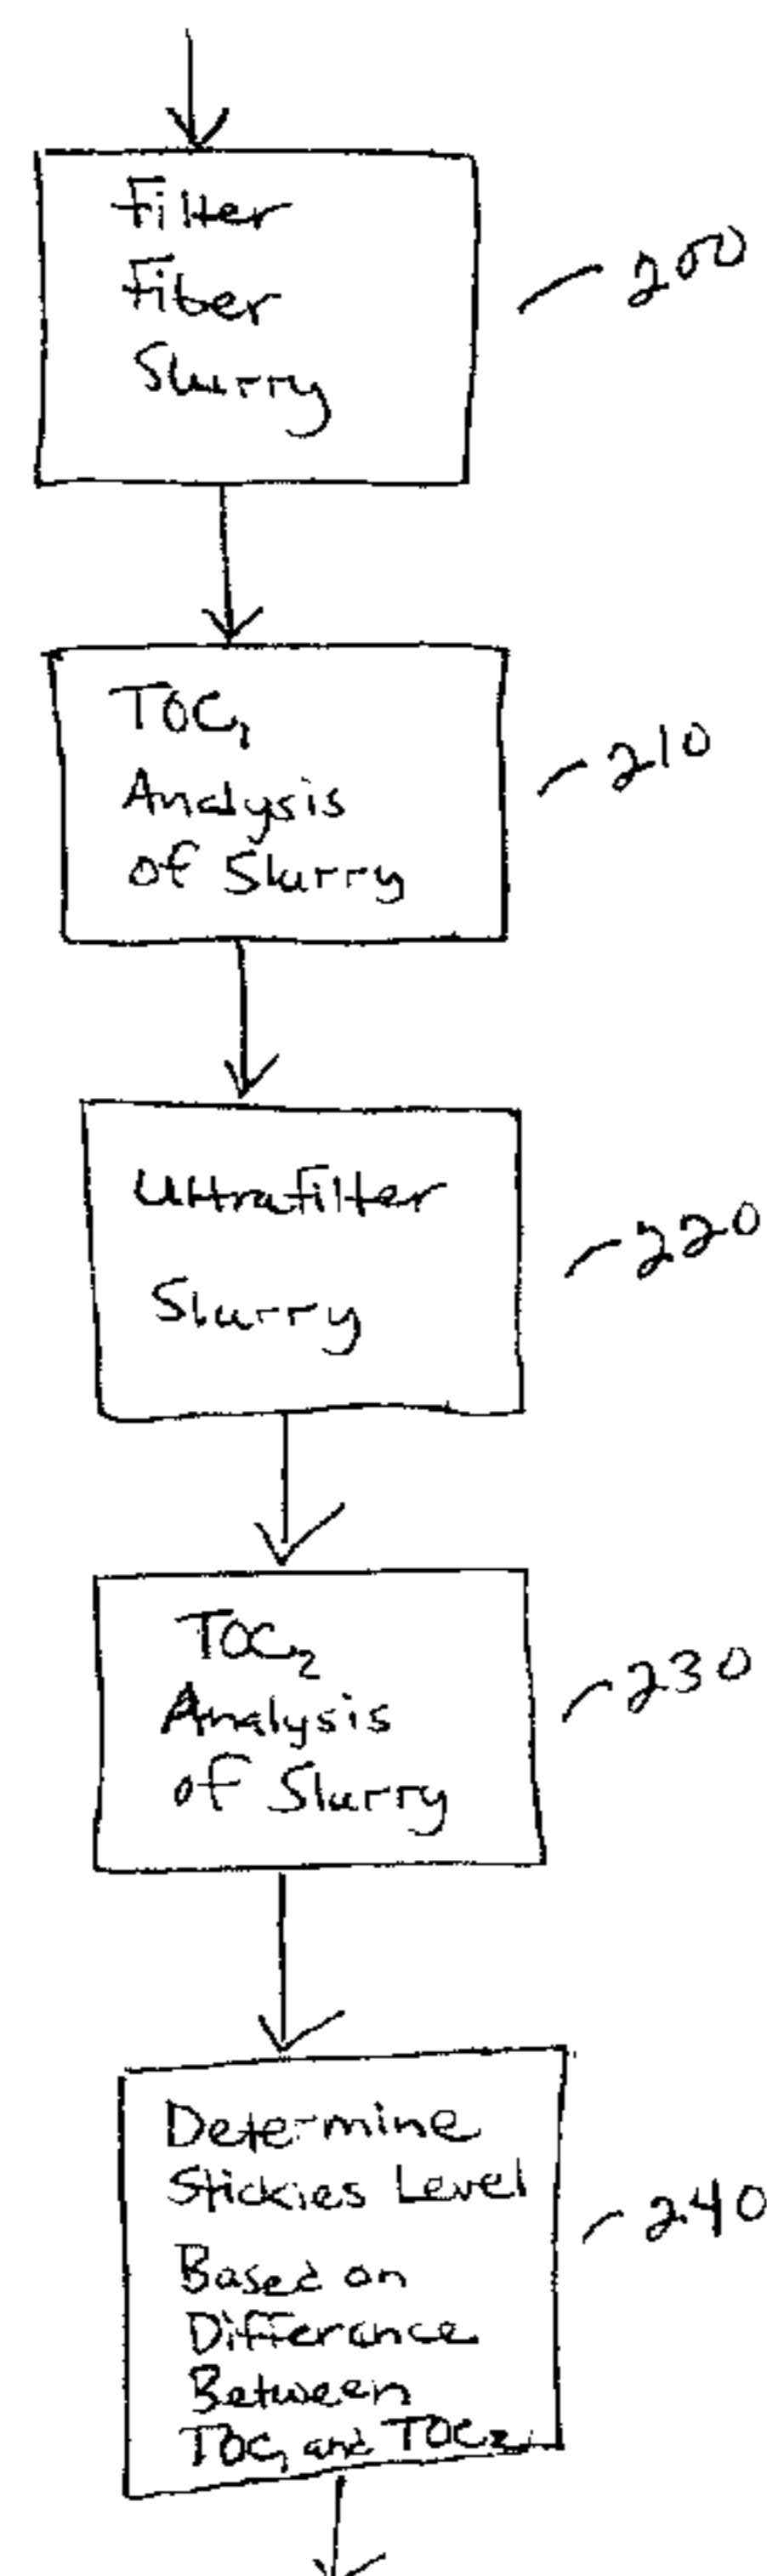 Filter
Fiber
Slurry
200
TOC₁
Analysis
of Slurry
210
Ultrafilter
Slurry
220
TOC₂
Analysis
of Slurry
230
Determine
Stickies Level
Based on
Difference
Between
TOC₁ and TOC₂
240